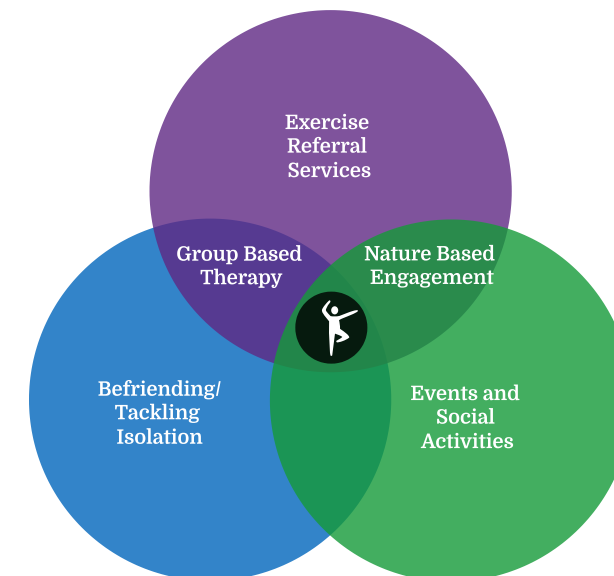 Exercise
Referral
Services
Group Based
Therapy
Nature Based
Engagement
Befriending/
Tackling
Isolation
Events and
Social
Activities